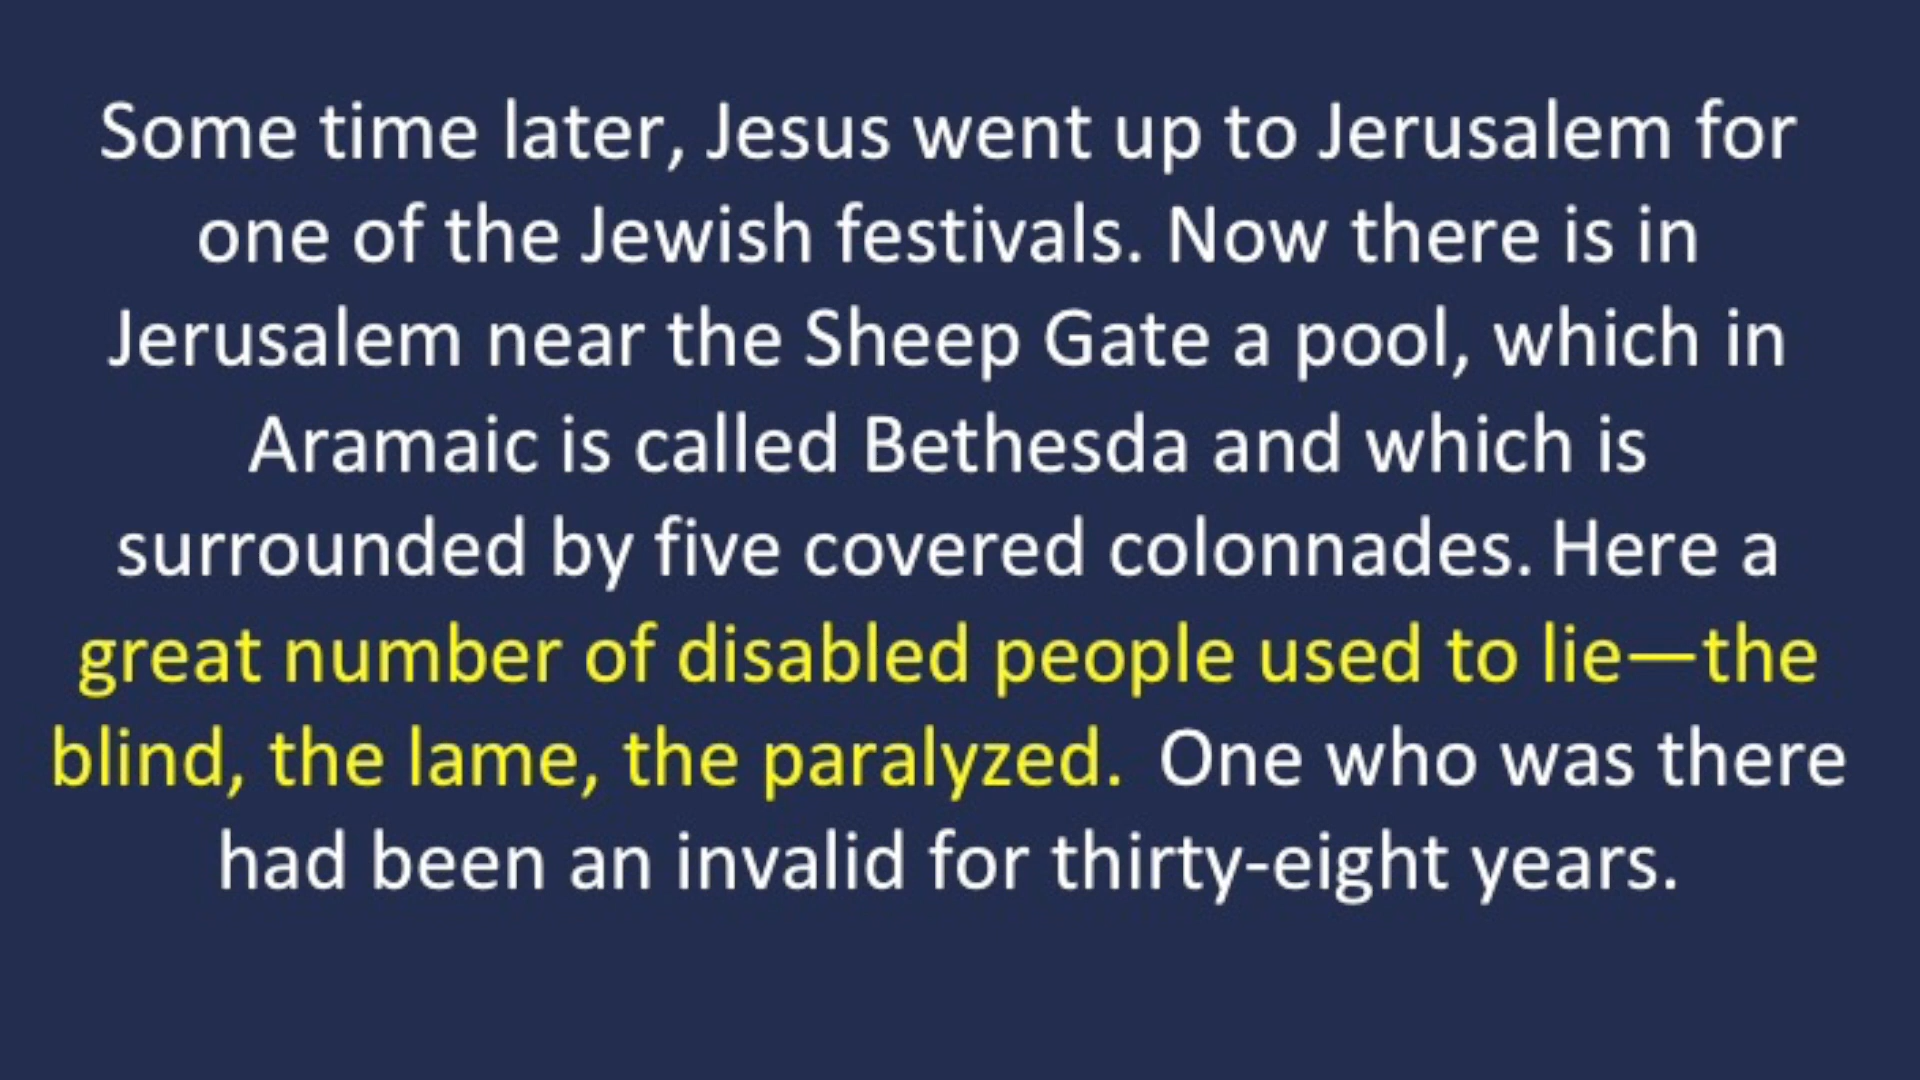 Some time later, Jesus went up to Jerusalem for
one of the Jewish festivals. Now there is in
Jerusalem near the Sheep Gate a pool, which in
Aramaic is called Bethesda and which is
surrounded by five covered colonnades. Here a
great number of disabled people used to lie—the
blind, the lame, the paralyzed. One who was there
had been an invalid for thirty-eight years.